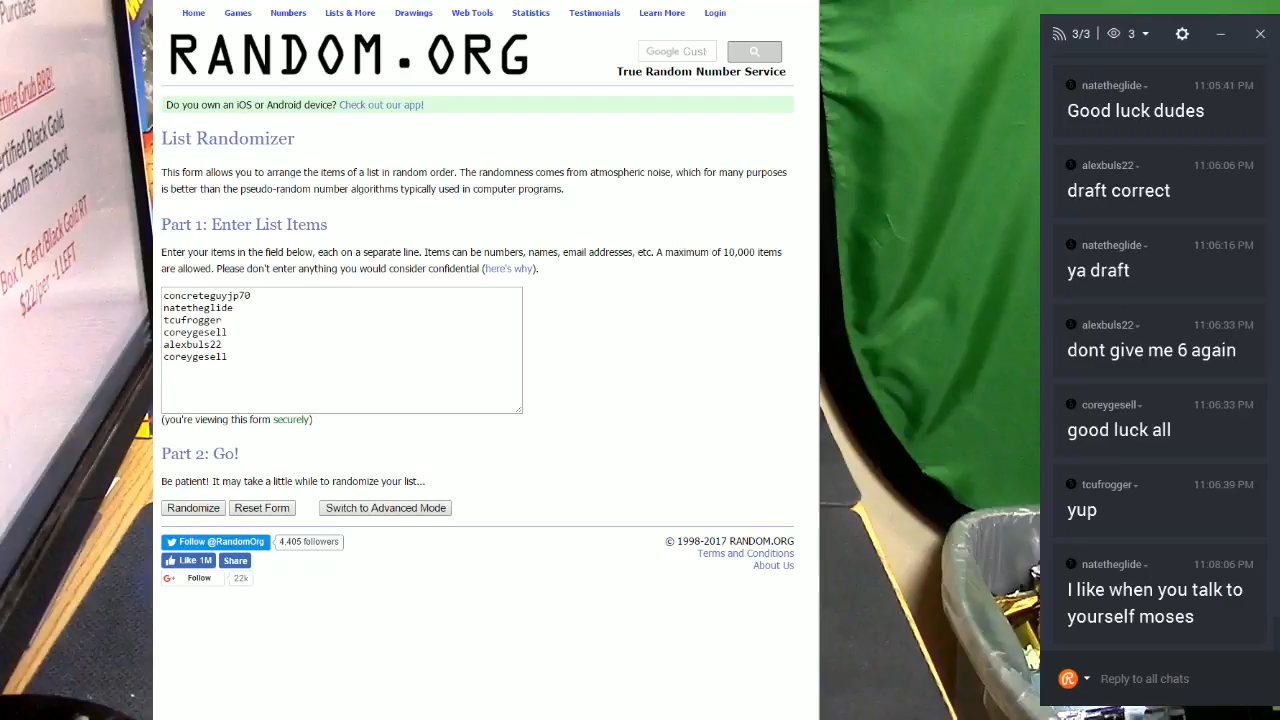 tting Grub BRB!
Purchase
ertified Black Gold
Random Teams Spot
Box T-Cert/Black Gold RT
$22/per -1 LEFT
Home Games Numbers Lists & More Drawings Web Tools Statistics Testimonials Learn More Login
RANDOM.ORG
Google Cust
True Random Number Service
Do you own an iOS or Android device? Check out our app!
List Randomizer
This form allows you to arrange the items of a list in random order. The randomness comes from atmospheric noise, which for many purposes
is better than the pseudo-random number algorithms typically used in computer programs.
Part 1: Enter List Items
Enter your items in the field below, each on a separate line. Items can be numbers, names, email addresses, etc. A maximum of 10,000 items
are allowed. Please don't enter anything you would consider confidential (here's why).
concreteguyjp70
natetheglide
tcufrogger
coreygesell
alexbuls22
coreygesell
(you're viewing this form securely)
Part 2: Go!
Be patient! It may take a little while to randomize your list...
Randomize Reset Form Switch to Advanced Mode
Follow @RandomOrg 4,405 followers
Like 1M Share
G+ Follow 22k
© 1998-2017 RANDOM.ORG
Terms and Conditions
About Us
3/3 | 3
natetheglide 11:05:41 PM
Good luck dudes
alexbuls22 11:06:06 PM
draft correct
natetheglide 11:06:16 PM
ya draft
alexbuls22 11:06:33 PM
dont give me 6 again
coreygesell 11:06:33 PM
good luck all
tcufrogger 11:06:39 PM
yup
natetheglide 11:08:06 PM
I like when you talk to
yourself moses
Reply to all chats